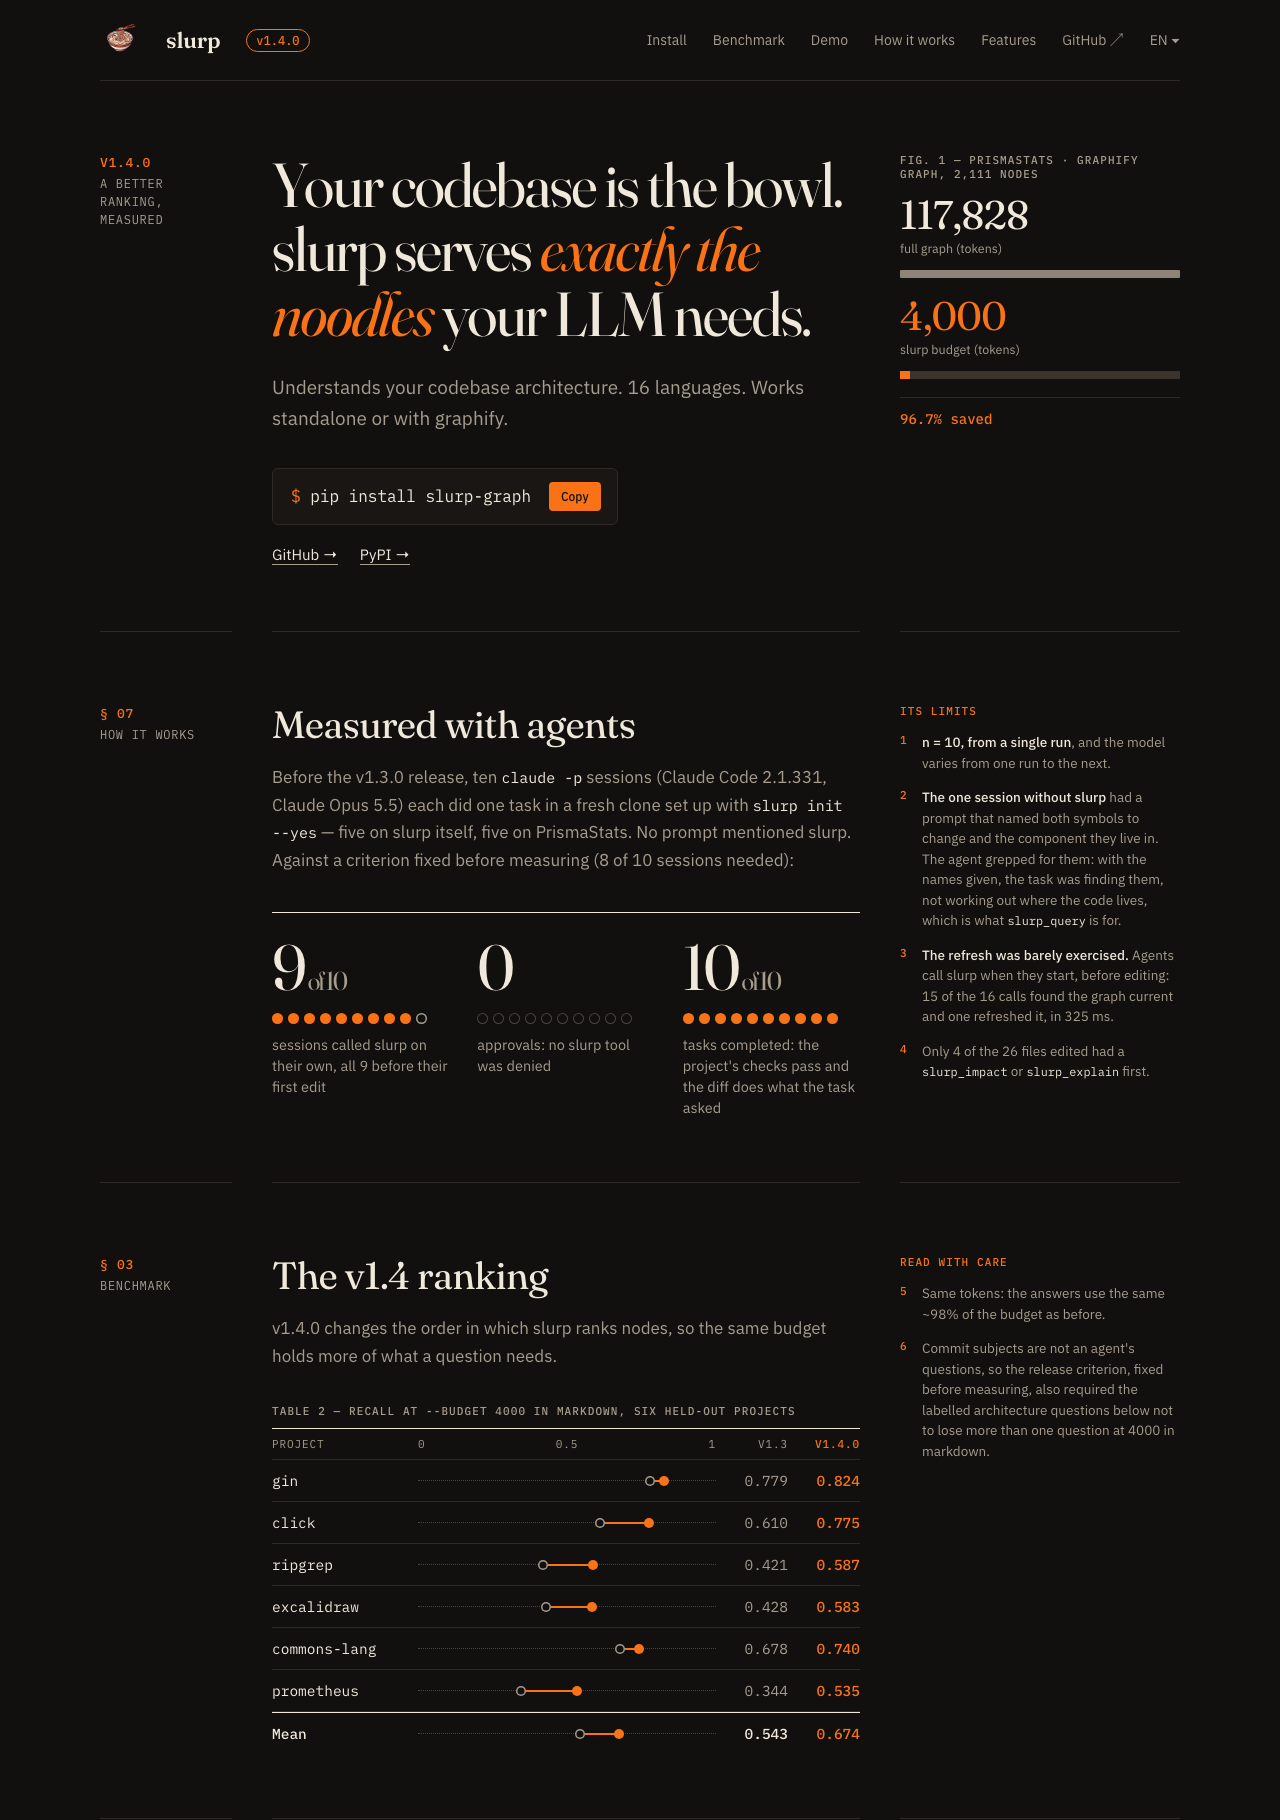 slurp v1.4.0 Install Benchmark Demo How it works Features GitHub ↗ EN
V1.4.0
A BETTER
RANKING,
MEASURED
Your codebase is the bowl.
slurp serves exactly the
noodles your LLM needs.
Understands your codebase architecture. 16 languages. Works
standalone or with graphify.
$ pip install slurp-graph Copy
GitHub → PyPI →
FIG. 1 — PRISMASTATS · GRAPHIFY
GRAPH, 2,111 NODES
117,828
full graph (tokens)
4,000
slurp budget (tokens)
96.7% saved
§ 07
HOW IT WORKS
Measured with agents
Before the v1.3.0 release, ten claude -p sessions (Claude Code 2.1.331,
Claude Opus 5.5) each did one task in a fresh clone set up with slurp init
--yes — five on slurp itself, five on PrismaStats. No prompt mentioned slurp.
Against a criterion fixed before measuring (8 of 10 sessions needed):
9 of 10
sessions called slurp on
their own, all 9 before their
first edit
0
approvals: no slurp tool
was denied
10 of 10
tasks completed: the
project's checks pass and
the diff does what the task
asked
ITS LIMITS
1 n = 10, from a single run, and the model
varies from one run to the next.
2 The one session without slurp had a
prompt that named both symbols to
change and the component they live in.
The agent grepped for them: with the
names given, the task was finding them,
not working out where the code lives,
which is what slurp_query is for.
3 The refresh was barely exercised. Agents
call slurp when they start, before editing:
15 of the 16 calls found the graph current
and one refreshed it, in 325 ms.
4 Only 4 of the 26 files edited had a
slurp_impact or slurp_explain first.
§ 03
BENCHMARK
The v1.4 ranking
v1.4.0 changes the order in which slurp ranks nodes, so the same budget
holds more of what a question needs.
TABLE 2 — RECALL AT --BUDGET 4000 IN MARKDOWN, SIX HELD-OUT PROJECTS
PROJECT 0 0.5 1 V1.3 V1.4.0
gin 0.779 0.824
click 0.610 0.775
ripgrep 0.421 0.587
excalidraw 0.428 0.583
commons-lang 0.678 0.740
prometheus 0.344 0.535
Mean 0.543 0.674
READ WITH CARE
5 Same tokens: the answers use the same
~98% of the budget as before.
6 Commit subjects are not an agent's
questions, so the release criterion, fixed
before measuring, also required the
labelled architecture questions below not
to lose more than one question at 4000 in
markdown.